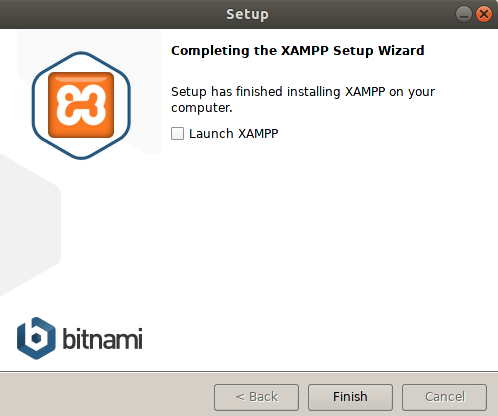 Setup
Completing the XAMPP Setup Wizard
Setup has finished installing XAMPP on your
computer.
Launch XAMPP
bitnami
< Back
Finish
Cancel